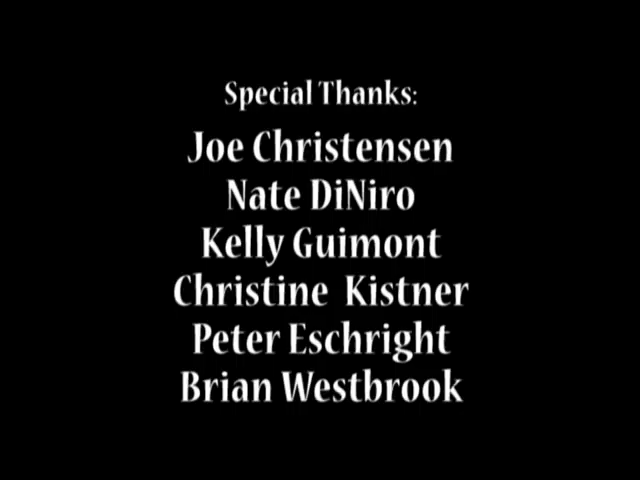 Special Thanks:
Joe Christensen
Nate DiNiro
Kelly Guimont
Christine Kistner
Peter Eschright
Brian Westbrook